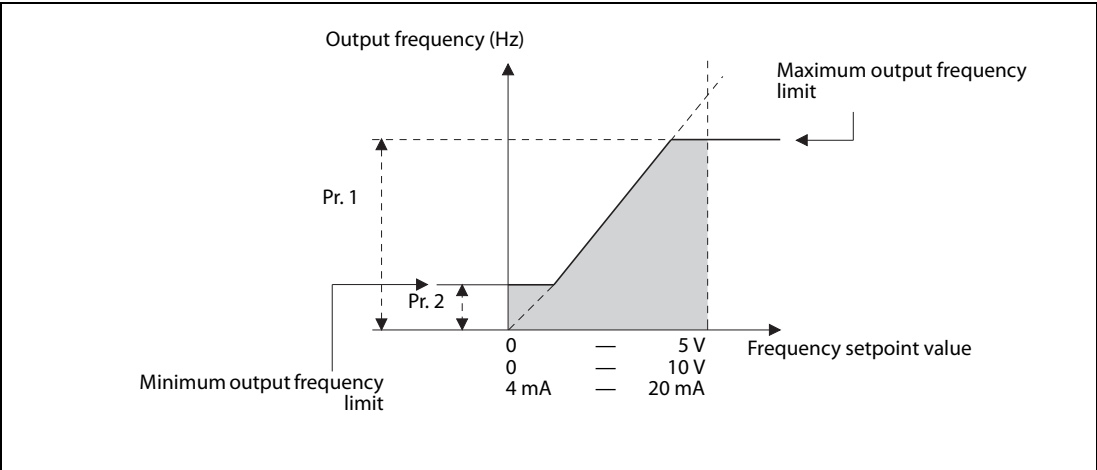 Output frequency (Hz)
Maximum output frequency
limit
Pr. 1
Pr. 2
0 — 5 V
0 — 10 V
4 mA — 20 mA
Frequency setpoint value
Minimum output frequency
limit